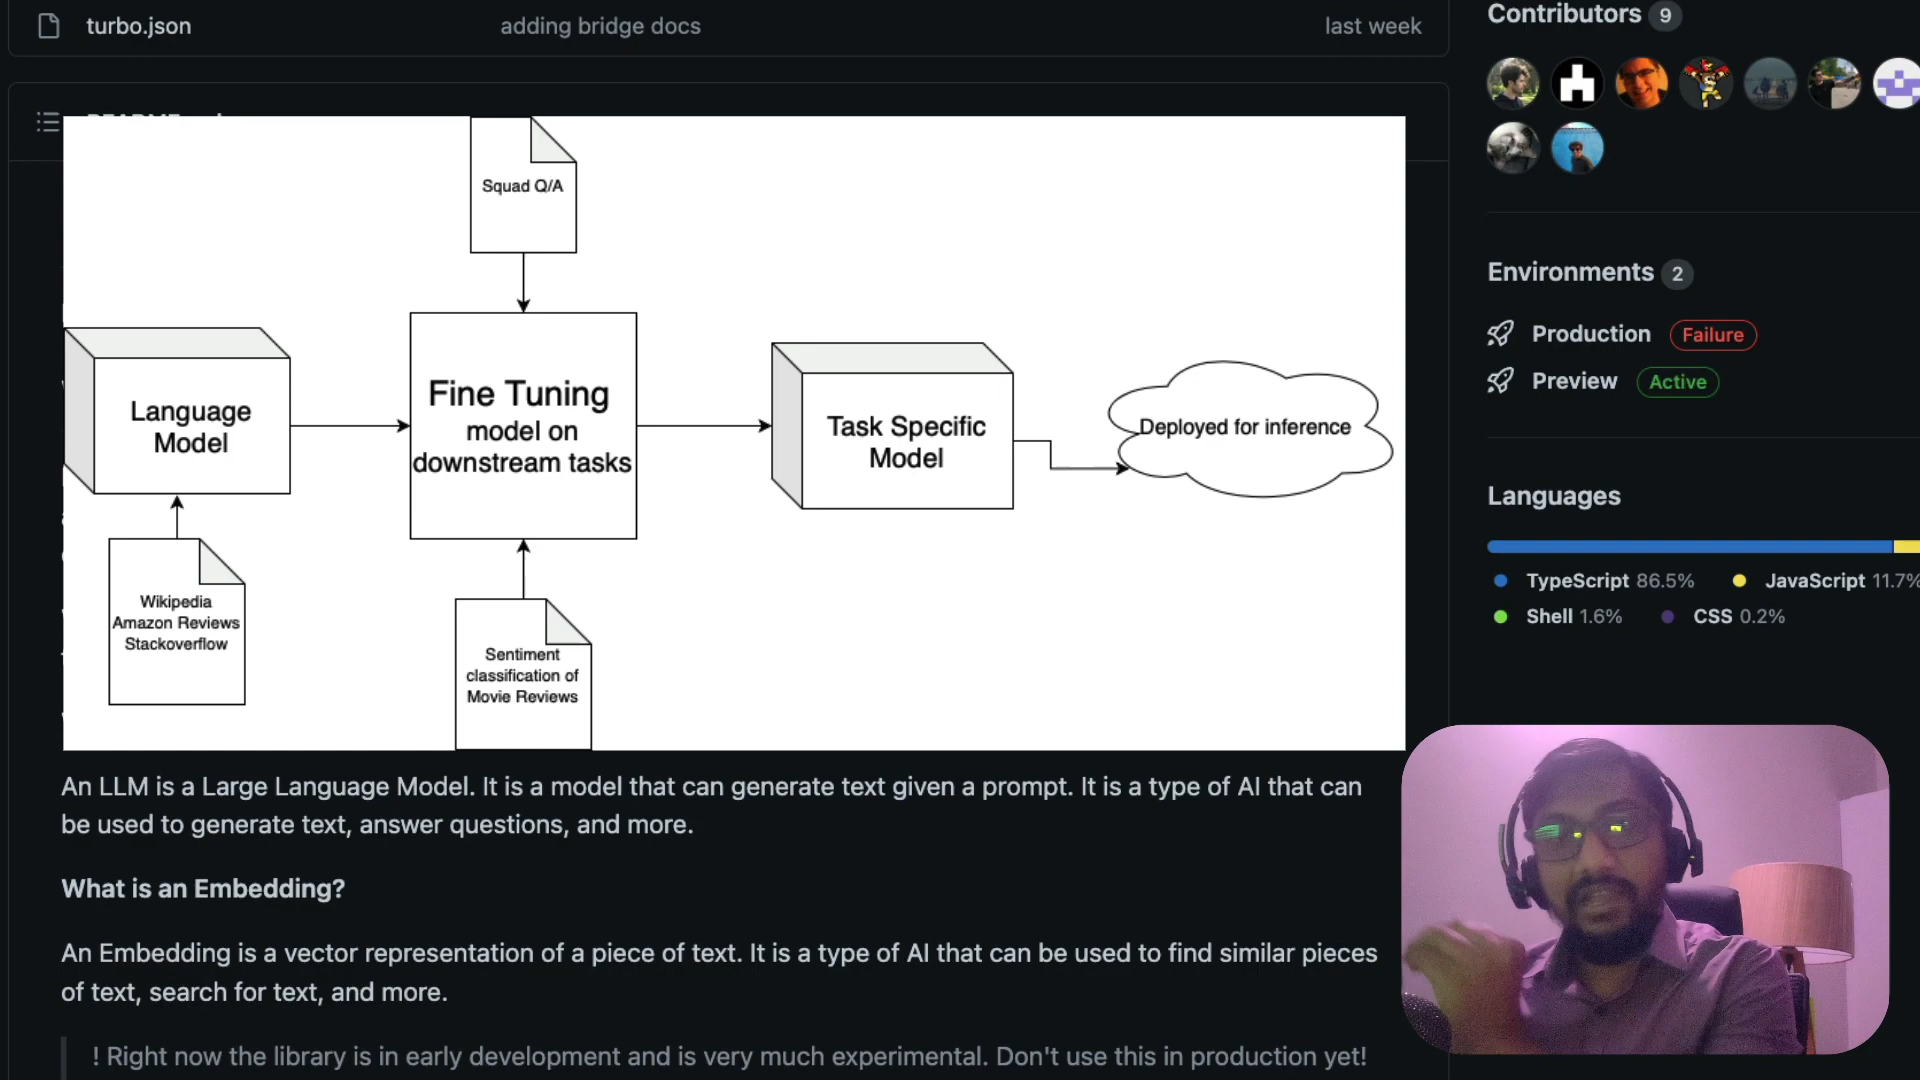 turbo.json adding bridge docs last week
Squad Q/A
Language
Model
Fine Tuning
model on
downstream tasks
Task Specific
Model
Deployed for inference
Wikipedia
Amazon Reviews
Stackoverflow
Sentiment
classification of
Movie Reviews
An LLM is a Large Language Model. It is a model that can generate text given a prompt. It is a type of AI that can
be used to generate text, answer questions, and more.
What is an Embedding?
An Embedding is a vector representation of a piece of text. It is a type of AI that can be used to find similar pieces
of text, search for text, and more.
! Right now the library is in early development and is very much experimental. Don't use this in production yet!
Contributors 9
Environments 2
Production Failure
Preview Active
Languages
TypeScript 86.5% JavaScript 11.7%
Shell 1.6% CSS 0.2%